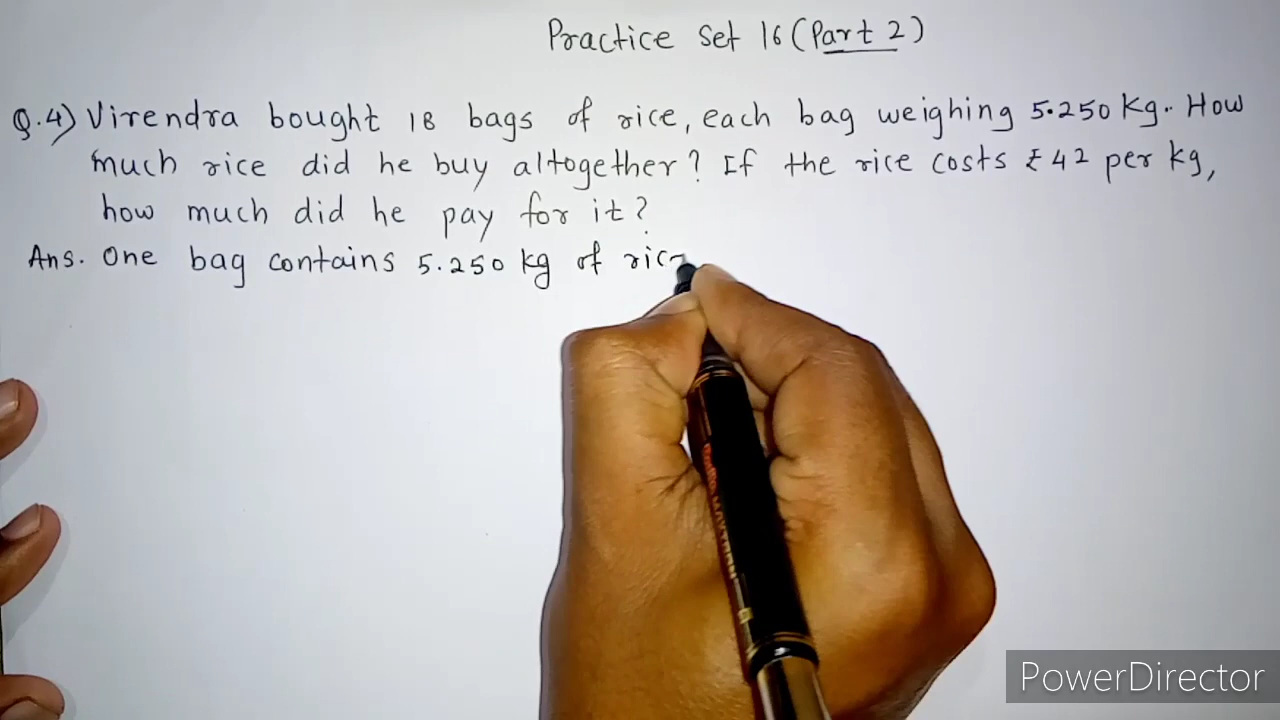 Practice Set 16 (Part 2)
Q.4) Virendra bought 18 bags of rice, each bag weighing 5.250 Kg. How
much rice did he buy altogether? If the rice costs ₹ 42 per kg,
how much did he pay for it?
Ans. One bag contains 5.250 kg of ric
PowerDirector